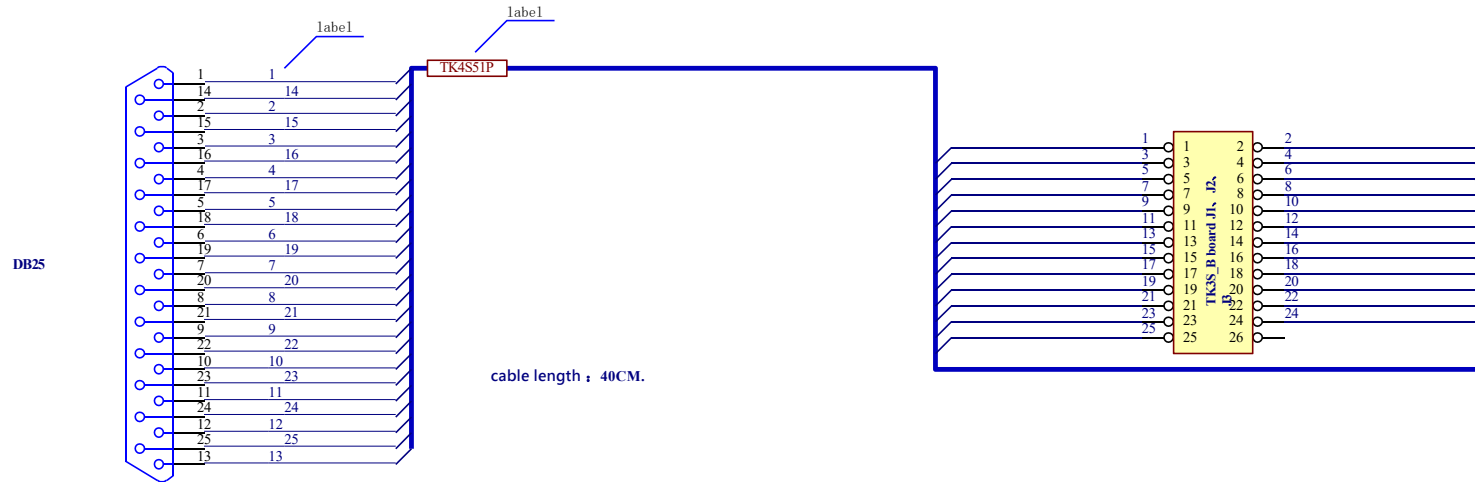 label
label
TK4S51P
1 1
14 14
2 2
15 15
3 3
16 16
4 4
17 17
5 5
18 18
6 6
19 19
7 7
20 20
8 8
21 21
9 9
22 22
10 10
23 23
11 11
24 24
12 12
25 25
13 13
DB25
cable length：40CM.
1 1 2 2
3 3 4 4
5 5 6 6
7 7 8 8
9 9 10 10
11 11 12 12
13 13 14 14
15 15 16 16
17 17 18 18
19 19 20 20
21 21 22 22
23 23 24 24
25 25 26
TK3S_B board J1、 J2、
J3